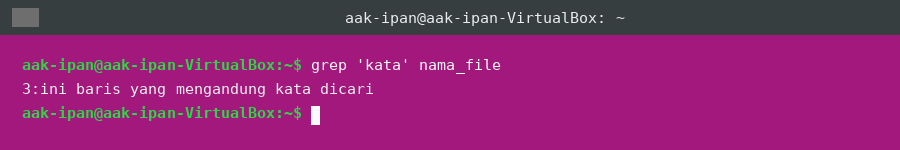 aak-ipan@aak-ipan-VirtualBox: ~
aak-ipan@aak-ipan-VirtualBox:~$ grep 'kata' nama_file
3:ini baris yang mengandung kata dicari
aak-ipan@aak-ipan-VirtualBox:~$